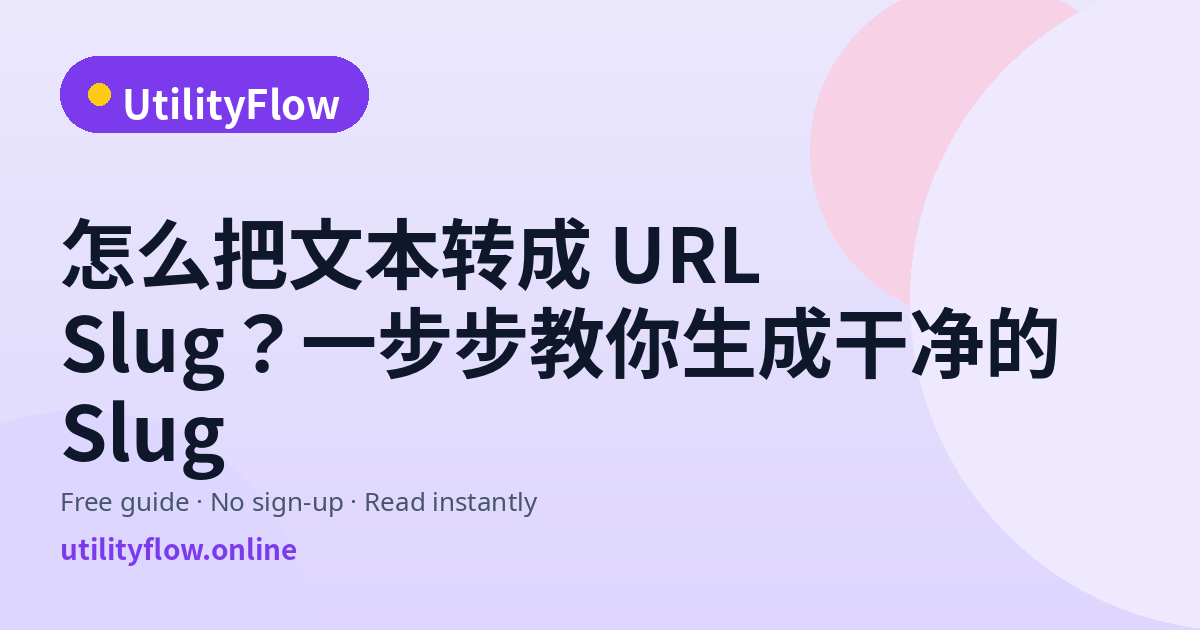 UtilityFlow
怎么把文本转成 URL
Slug？一步步教你生成干净的
Slug
Free guide · No sign-up · Read instantly
utilityflow.online